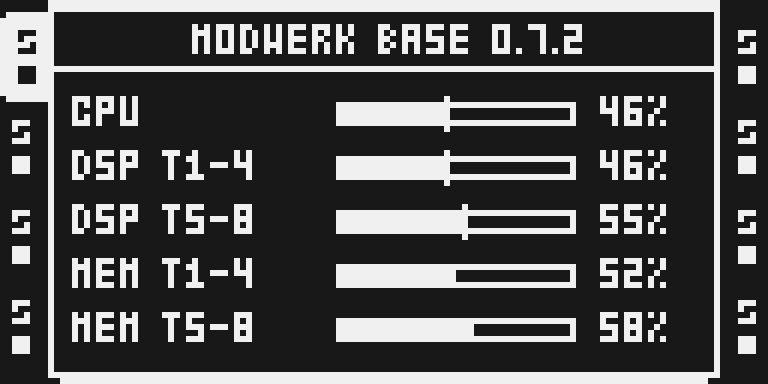 MODWERK BASE 0.7.2
CPU 46%
DSP T1-4 46%
DSP T5-8 55%
MEM T1-4 52%
MEM T5-8 58%